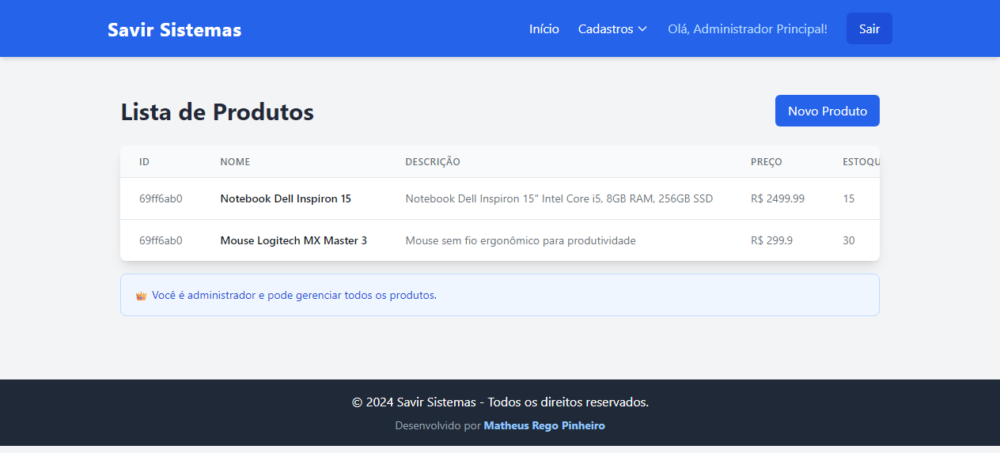 Savir Sistemas Início Cadastros Olá, Administrador Principal! Sair
Lista de Produtos Novo Produto
ID NOME DESCRIÇÃO PREÇO ESTOQU
69ff6ab0 Notebook Dell Inspiron 15 Notebook Dell Inspiron 15" Intel Core i5, 8GB RAM, 256GB SSD R$ 2499.99 15
69ff6ab0 Mouse Logitech MX Master 3 Mouse sem fio ergonômico para produtividade R$ 299.9 30
Você é administrador e pode gerenciar todos os produtos.
© 2024 Savir Sistemas - Todos os direitos reservados.
Desenvolvido por Matheus Rego Pinheiro